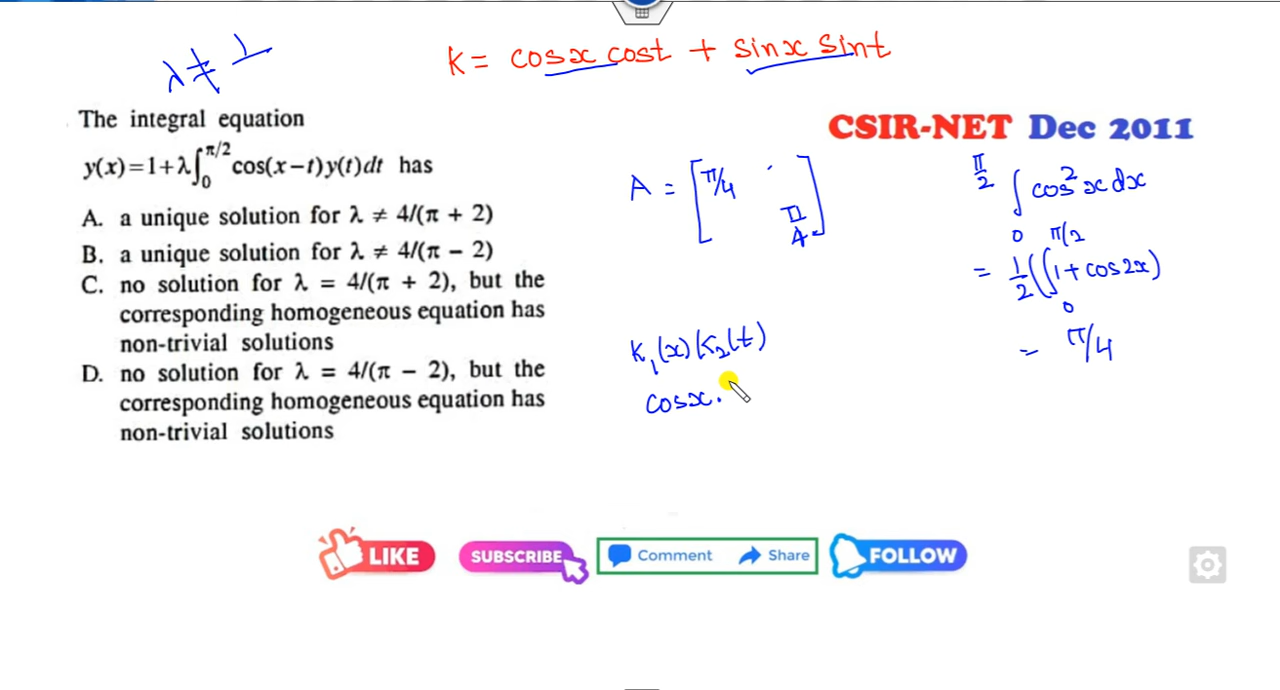 λ ≠ 1
K = cosx cost + sinx sint
The integral equation
y(x)=1+λ∫₀^π/2 cos(x−t)y(t)dt has
A. a unique solution for λ ≠ 4/(π + 2)
B. a unique solution for λ ≠ 4/(π − 2)
C. no solution for λ = 4/(π + 2), but the
corresponding homogeneous equation has
non-trivial solutions
D. no solution for λ = 4/(π − 2), but the
corresponding homogeneous equation has
non-trivial solutions
CSIR-NET Dec 2011
A = [π/4
π/4]
K₁(x) K₂(t)
cosx.
π/2
∫ cos²x dx
0 π/2
= 1/2 (∫ 1 + cos2x)
0
= π/4
LIKE
SUBSCRIBE
Comment
Share
FOLLOW